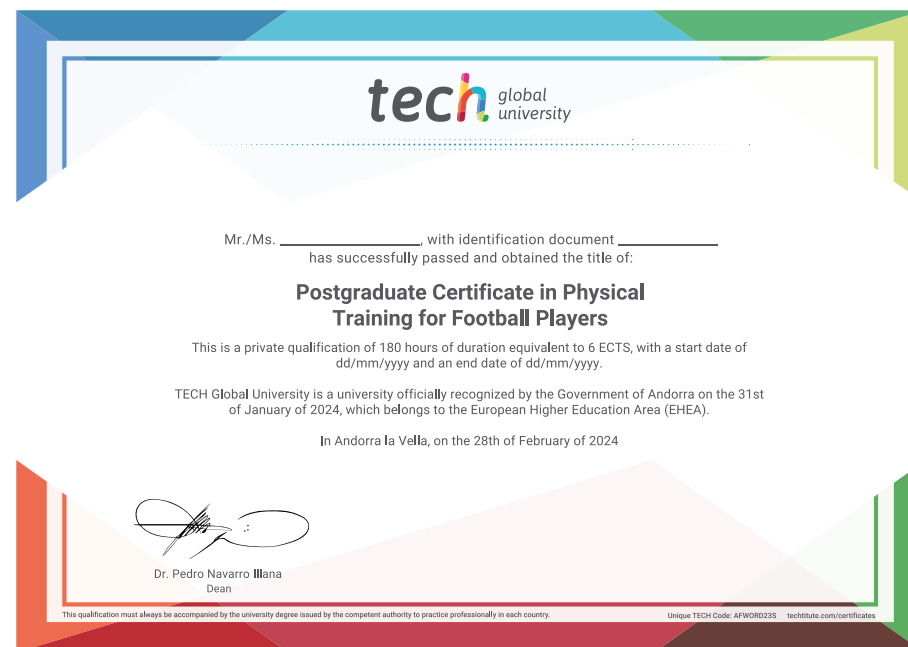 tech global university
Mr./Ms. ____________, with identification document ____________
has successfully passed and obtained the title of:
Postgraduate Certificate in Physical
Training for Football Players
This is a private qualification of 180 hours of duration equivalent to 6 ECTS, with a start date of
dd/mm/yyyy and an end date of dd/mm/yyyy.
TECH Global University is a university officially recognized by the Government of Andorra on the 31st
of January of 2024, which belongs to the European Higher Education Area (EHEA).
In Andorra la Vella, on the 28th of February of 2024
Dr. Pedro Navarro Illana
Dean
This qualification must always be accompanied by the university degree issued by the competent authority to practice professionally in each country.
Unique TECH Code: AFWORD23S techtitute.com/certificates